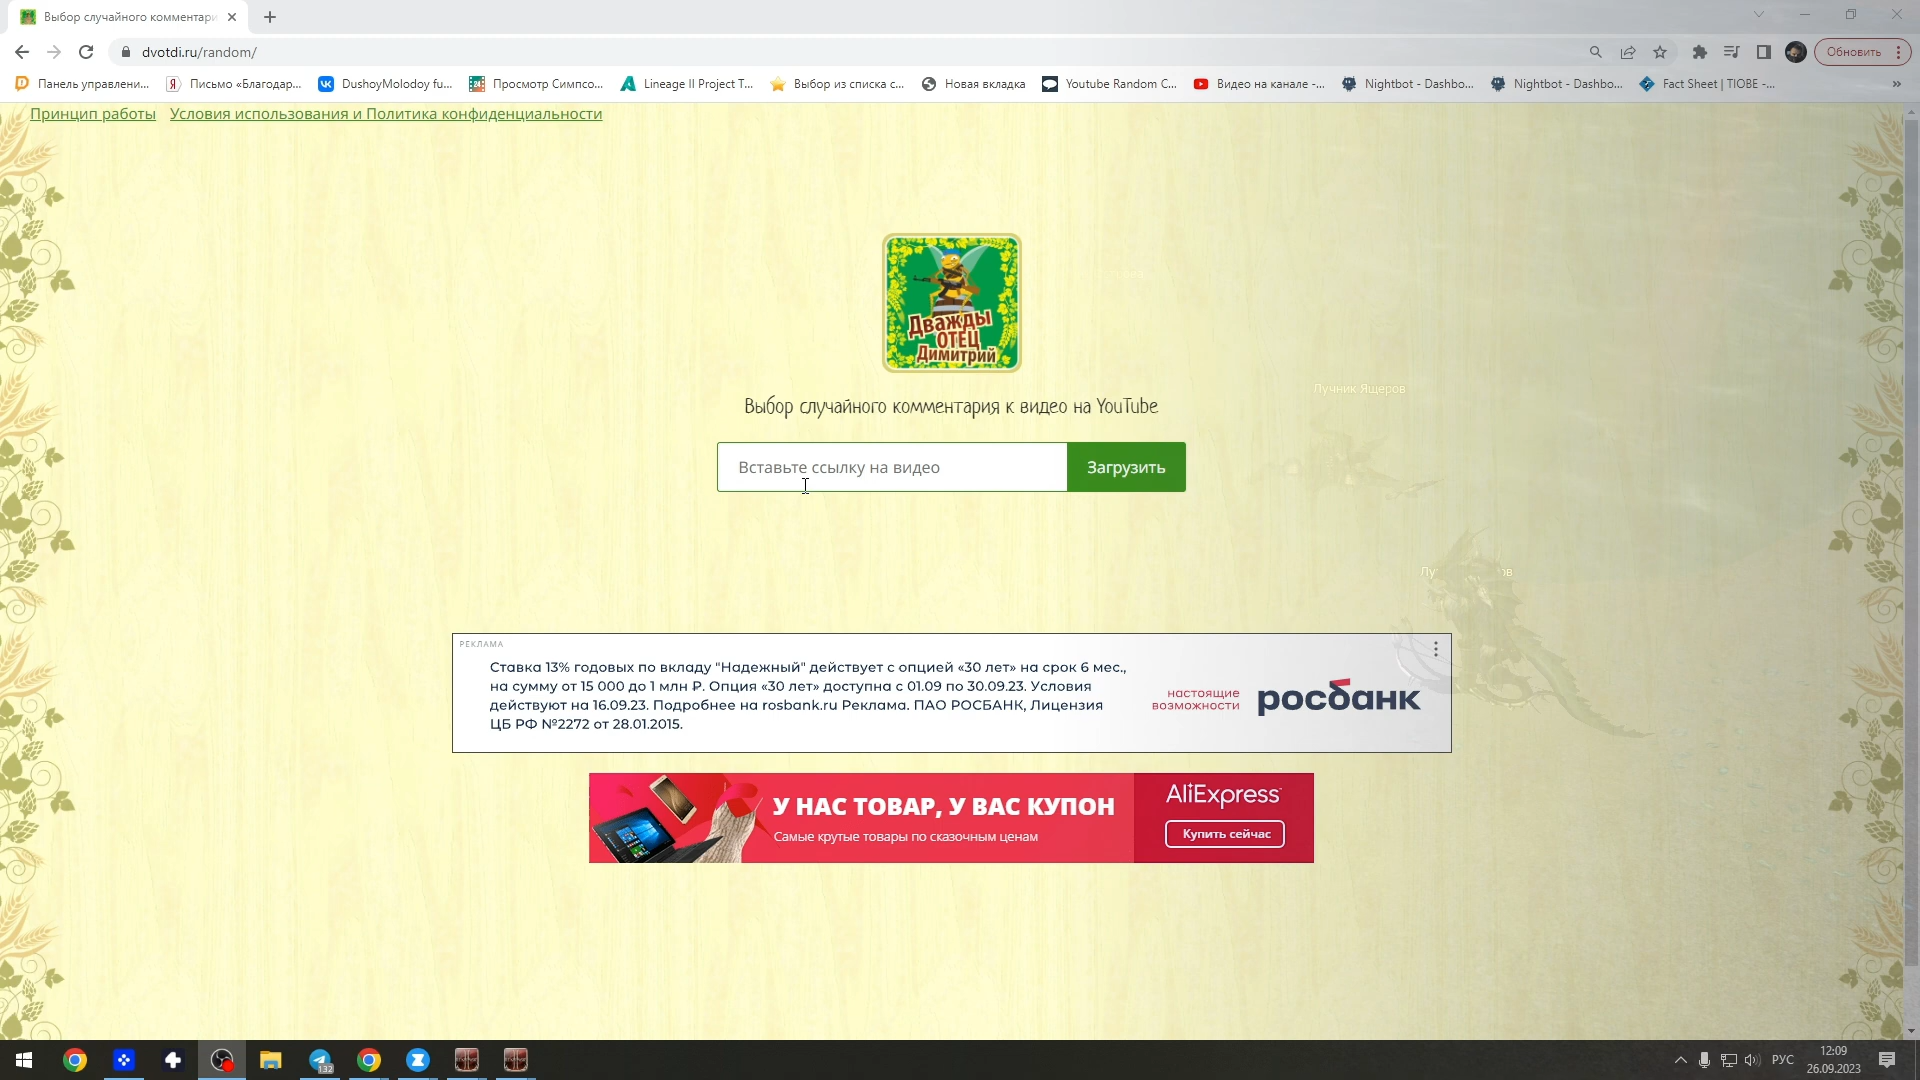 Выбор случайного комментари
dvotdi.ru/random/
Обновить
Панель управлени...
Письмо «Благодар...
DushoyMolodoy fu...
Просмотр Симпсо...
Lineage II Project T...
Выбор из списка с...
Новая вкладка
Youtube Random C...
Видео на канале -...
Nightbot - Dashbo...
Nightbot - Dashbo...
Fact Sheet | TIOBE -...
»
Принцип работы Условия использования и Политика конфиденциальности
Дважды
ОТЕЦ
Димитрий
Лучник Ящеров
Выбор случайного комментария к видео на YouTube
Вставьте ссылку на видео
Загрузить
РЕКЛАМА
Ставка 13% годовых по вкладу "Надежный" действует с опцией «30 лет» на срок 6 мес.,
на сумму от 15 000 до 1 млн ₽. Опция «30 лет» доступна с 01.09 по 30.09.23. Условия
действуют на 16.09.23. Подробнее на rosbank.ru Реклама. ПАО РОСБАНК, Лицензия
ЦБ РФ №2272 от 28.01.2015.
настоящие
возможности
росбанк
У НАС ТОВАР, У ВАС КУПОН
Самые крутые товары по сказочным ценам
AliExpress
Купить сейчас
132
РУС
12:09
26.09.2023